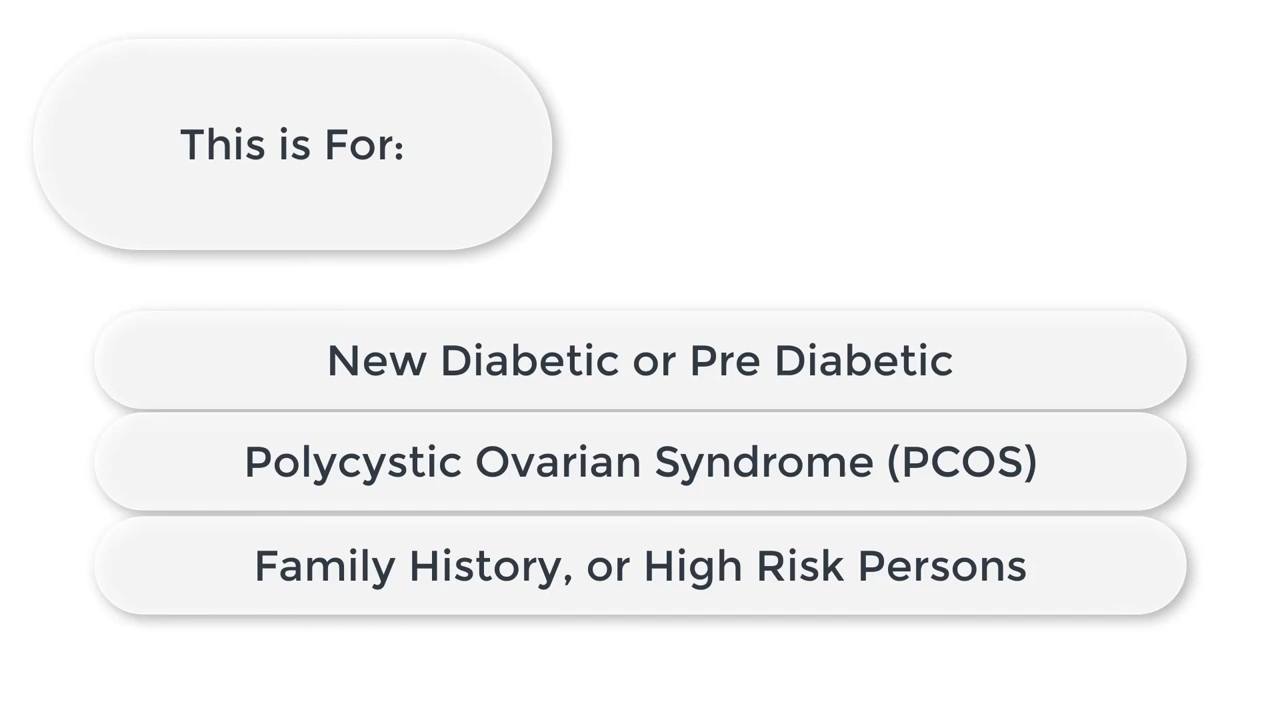 This is For:
New Diabetic or Pre Diabetic
Polycystic Ovarian Syndrome (PCOS)
Family History, or High Risk Persons